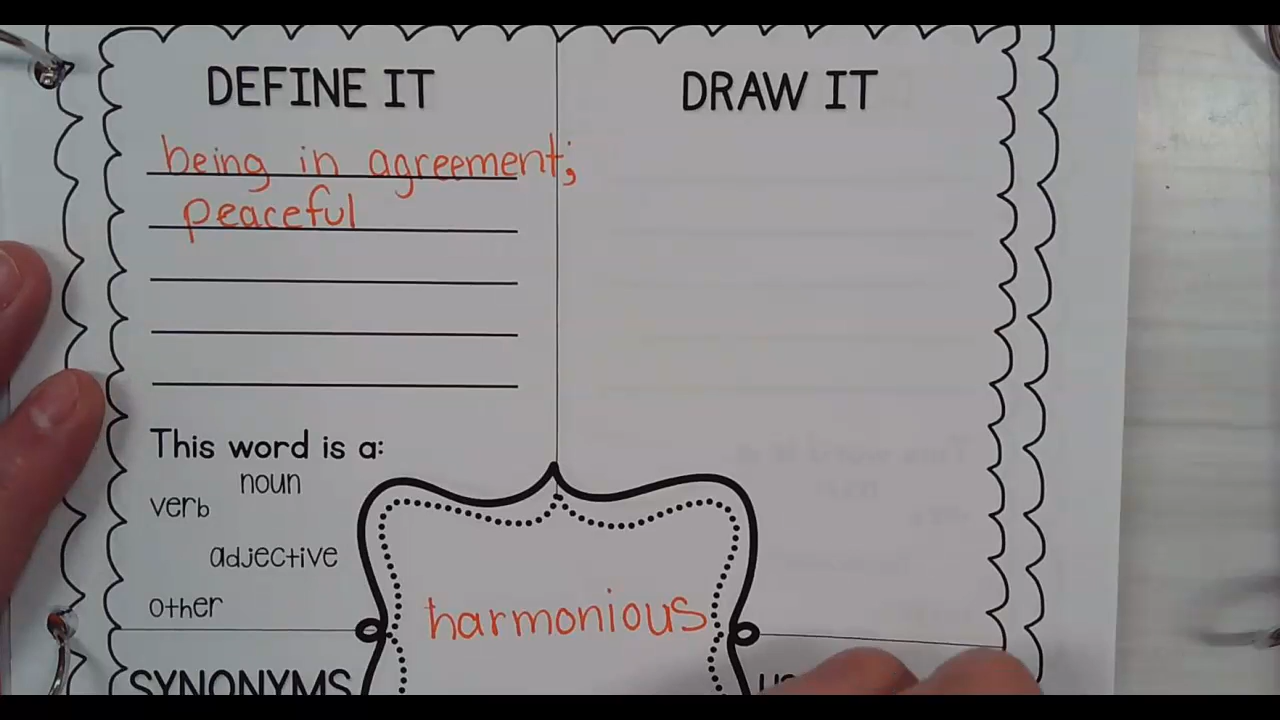 DEFINE IT
being in agreement;
peaceful
This word is a:
noun
verb
adjective
other
DRAW IT
harmonious
SYNONYMS